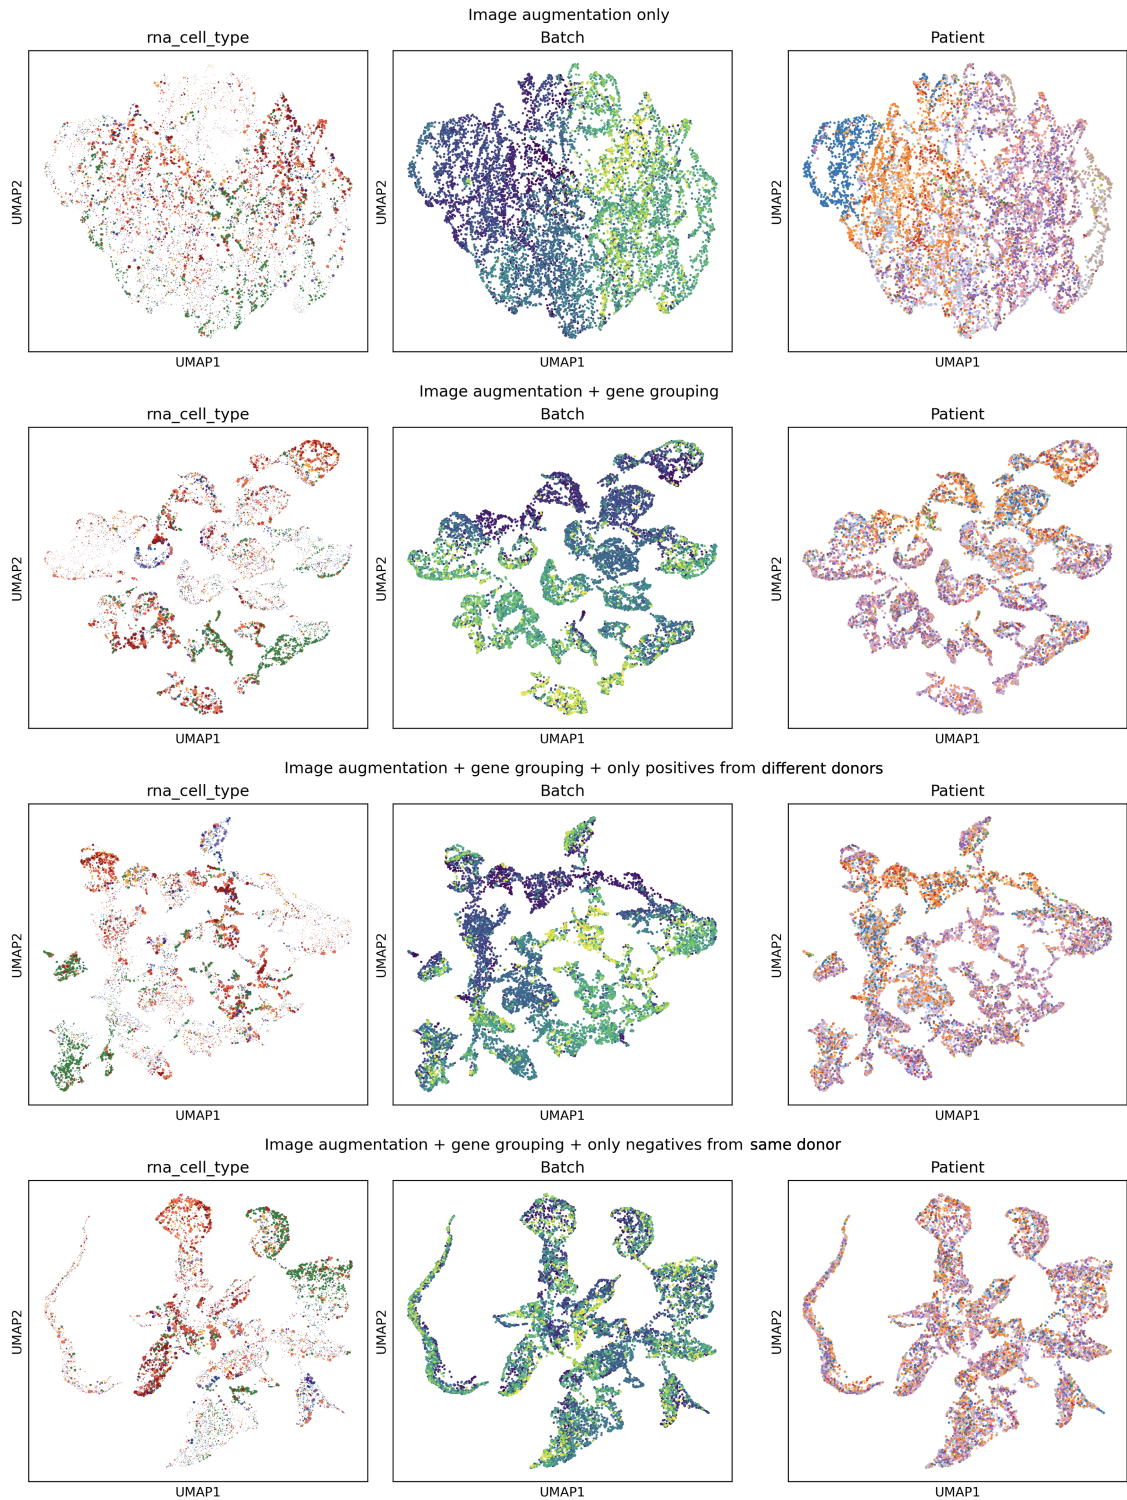 Image augmentation only
rna_cell_type Batch Patient
UMAP2 UMAP2 UMAP2
UMAP1 UMAP1 UMAP1
Image augmentation + gene grouping
rna_cell_type Batch Patient
UMAP2 UMAP2 UMAP2
UMAP1 UMAP1 UMAP1
Image augmentation + gene grouping + only positives from different donors
rna_cell_type Batch Patient
UMAP2 UMAP2 UMAP2
UMAP1 UMAP1 UMAP1
Image augmentation + gene grouping + only negatives from same donor
rna_cell_type Batch Patient
UMAP2 UMAP2 UMAP2
UMAP1 UMAP1 UMAP1